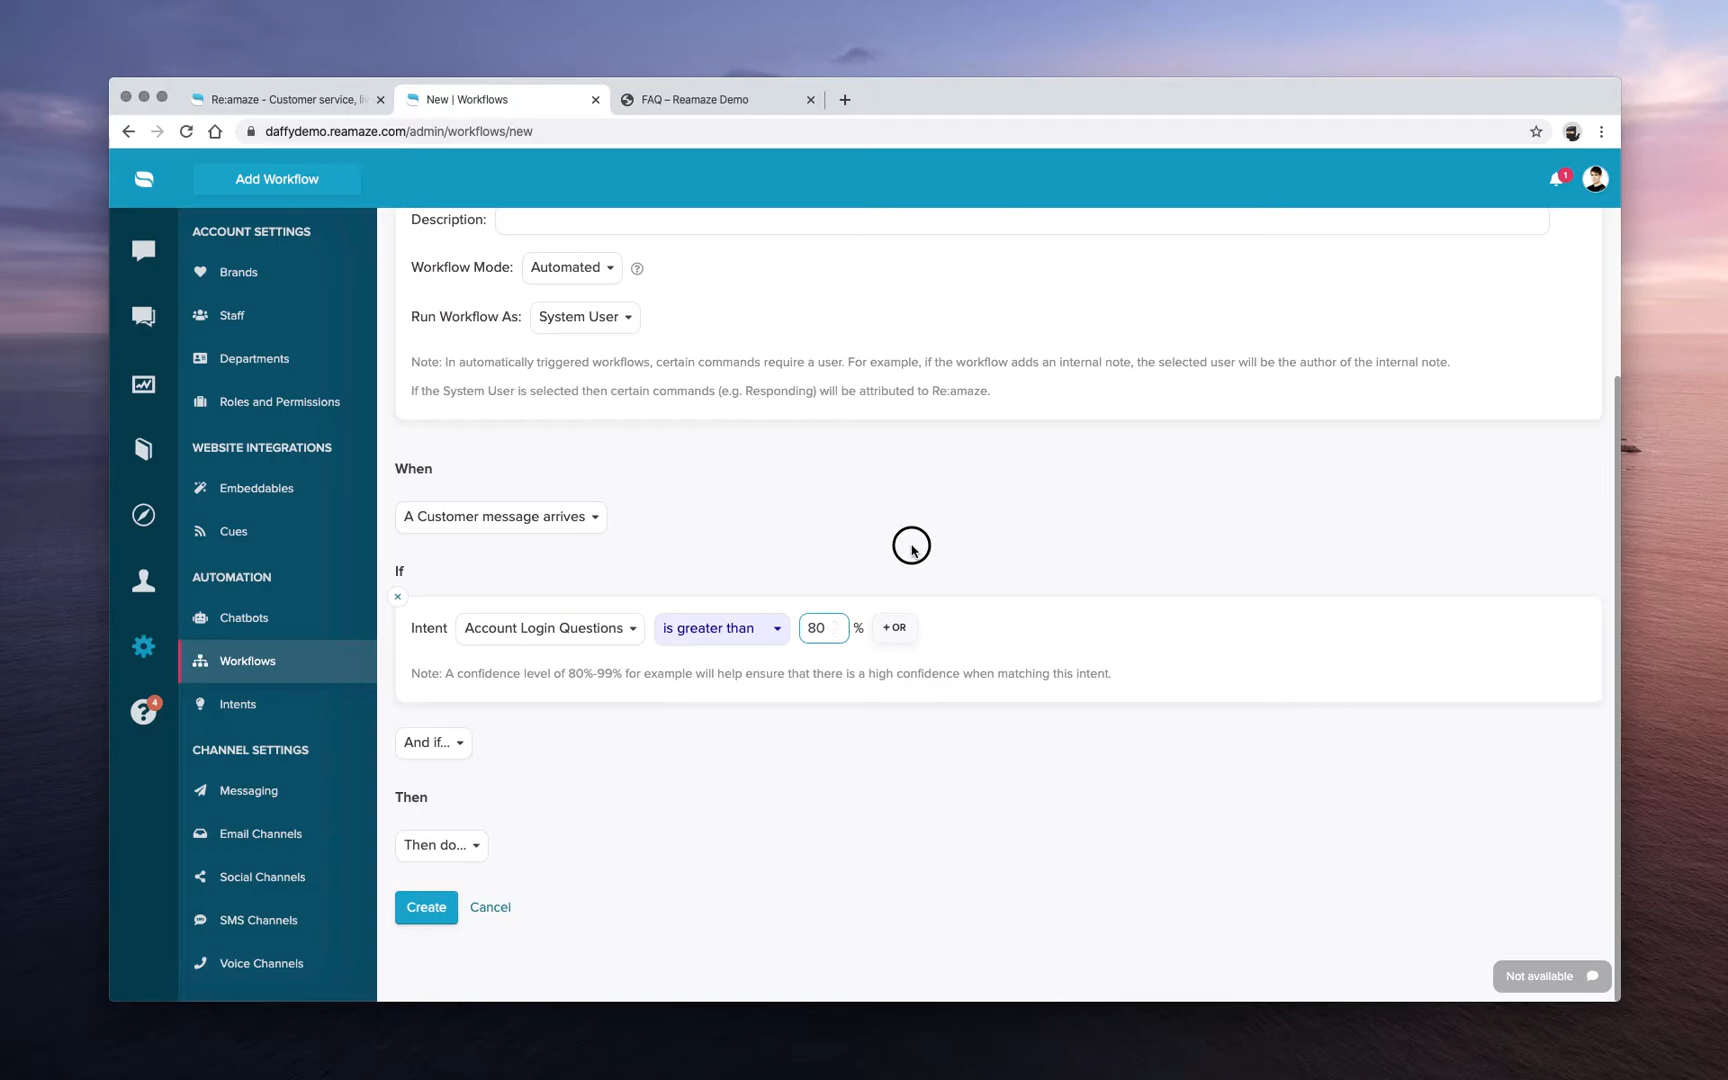 Re:amaze - Customer service, li
New | Workflows
FAQ – Reamaze Demo
daffydemo.reamaze.com/admin/workflows/new
Add Workflow
1
ACCOUNT SETTINGS
Brands
Staff
Departments
Roles and Permissions
WEBSITE INTEGRATIONS
Embeddables
Cues
AUTOMATION
Chatbots
Workflows
Intents
4
CHANNEL SETTINGS
Messaging
Email Channels
Social Channels
SMS Channels
Voice Channels
Description:
Workflow Mode: Automated
Run Workflow As: System User
Note: In automatically triggered workflows, certain commands require a user. For example, if the workflow adds an internal note, the selected user will be the author of the internal note.
If the System User is selected then certain commands (e.g. Responding) will be attributed to Re:amaze.
When
A Customer message arrives
If
Intent Account Login Questions is greater than 80 % + OR
Note: A confidence level of 80%-99% for example will help ensure that there is a high confidence when matching this intent.
And if...
Then
Then do...
Create Cancel
Not available